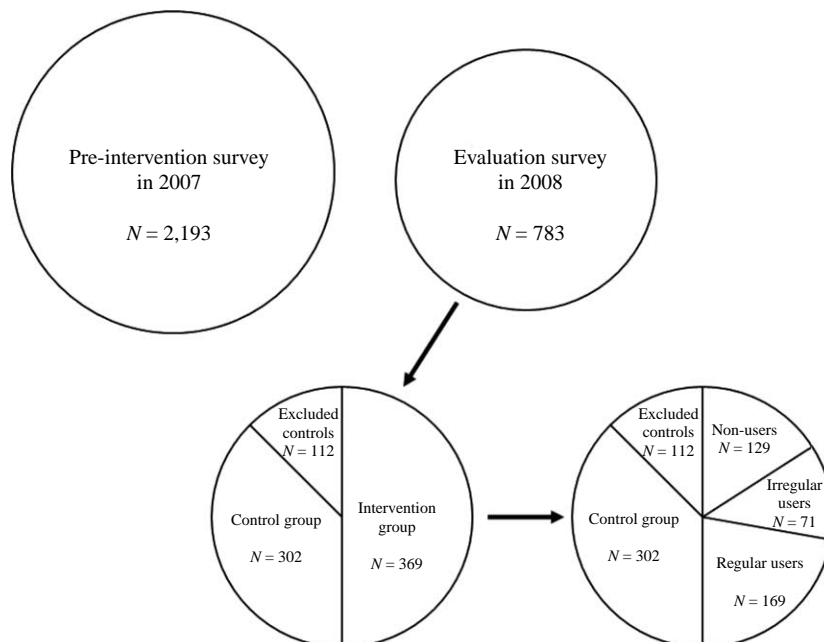 Pre-intervention survey
in 2007
N = 2,193
Evaluation survey
in 2008
N = 783
Excluded
controls
N = 112
Control group
N = 302
Intervention
group
N = 369
Excluded
controls
N = 112
Non-users
N = 129
Irregular
users
N = 71
Control group
N = 302
Regular users
N = 169